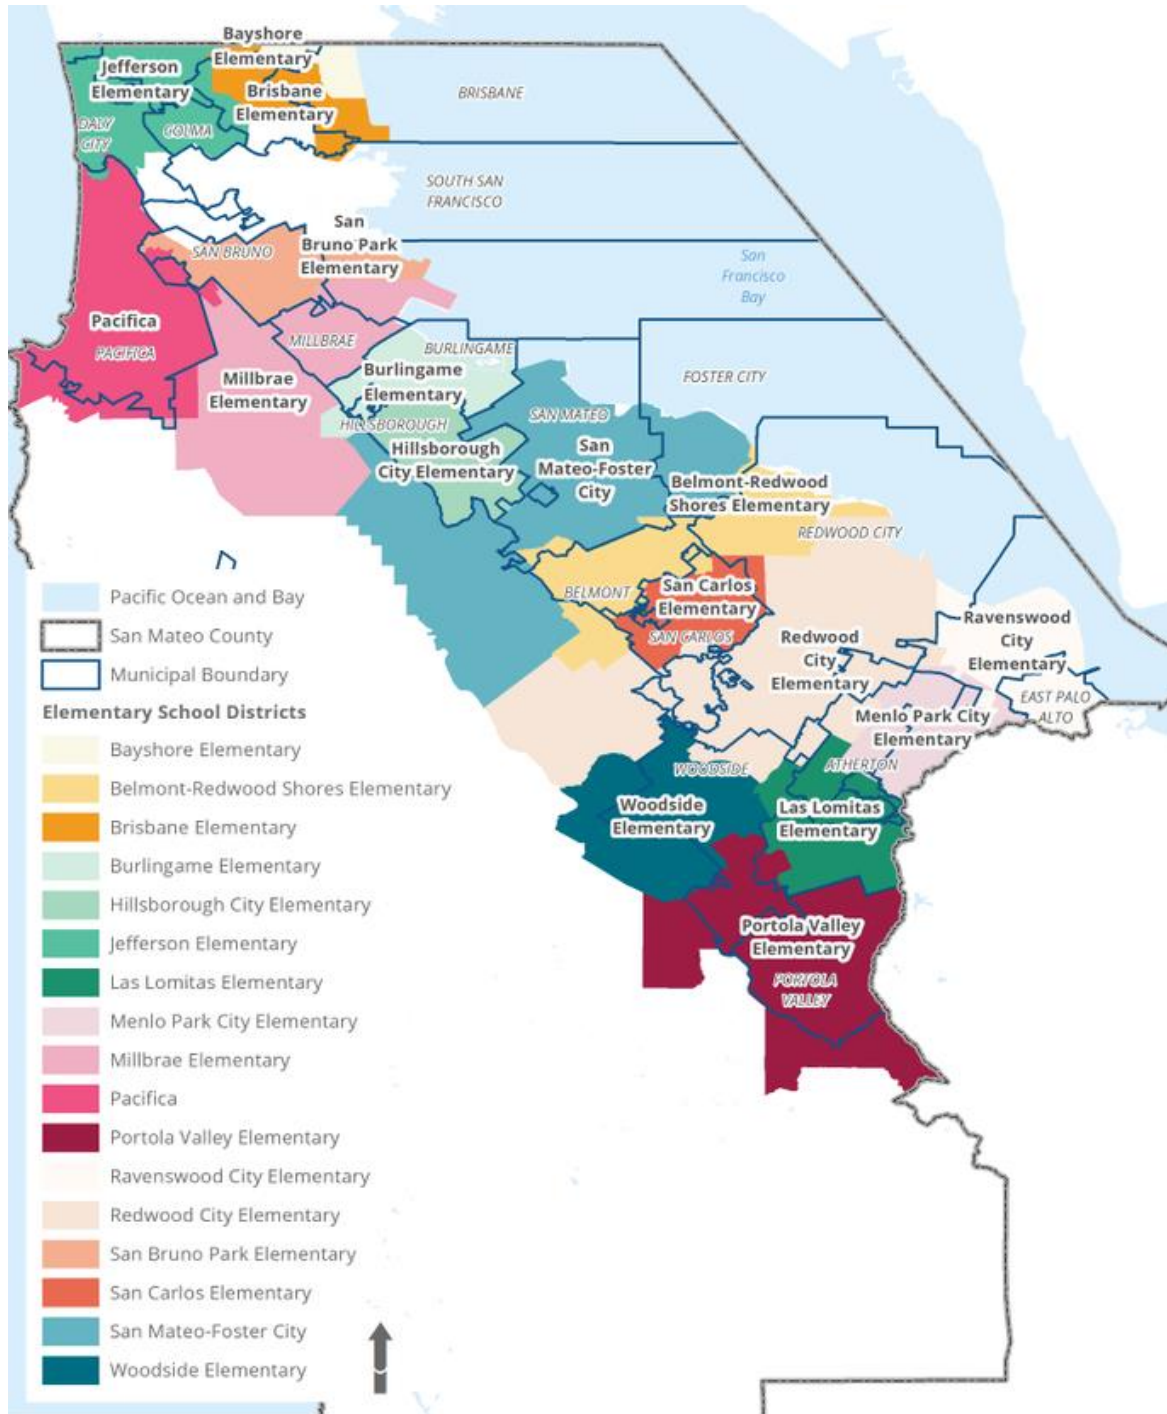 Bayshore
Elementary
Jefferson
Elementary
Brisbane
Elementary
BRISBANE
DALY
CITY
COLMA
SOUTH SAN
FRANCISCO
San
Bruno Park
Elementary
SAN BRUNO
San
Francisco
Bay
Pacifica
PACIFICA
MILLBRAE
BURLINGAME
Millbrae
Elementary
Burlingame
Elementary
FOSTER CITY
HILLSBOROUGH
SAN MATEO
Hillsborough
City Elementary
San
Mateo-Foster
City
Belmont-Redwood
Shores Elementary
REDWOOD CITY
BELMONT
San Carlos
Elementary
SAN CARLOS
Redwood
City
Elementary
Ravenswood
City
Elementary
EAST PALO
ALTO
Menlo Park City
Elementary
WOODSIDE
ATHERTON
Woodside
Elementary
Las Lomitas
Elementary
Portola Valley
Elementary
PORTOLA
VALLEY
Pacific Ocean and Bay
San Mateo County
Municipal Boundary
Elementary School Districts
Bayshore Elementary
Belmont-Redwood Shores Elementary
Brisbane Elementary
Burlingame Elementary
Hillsborough City Elementary
Jefferson Elementary
Las Lomitas Elementary
Menlo Park City Elementary
Millbrae Elementary
Pacifica
Portola Valley Elementary
Ravenswood City Elementary
Redwood City Elementary
San Bruno Park Elementary
San Carlos Elementary
San Mateo-Foster City
Woodside Elementary